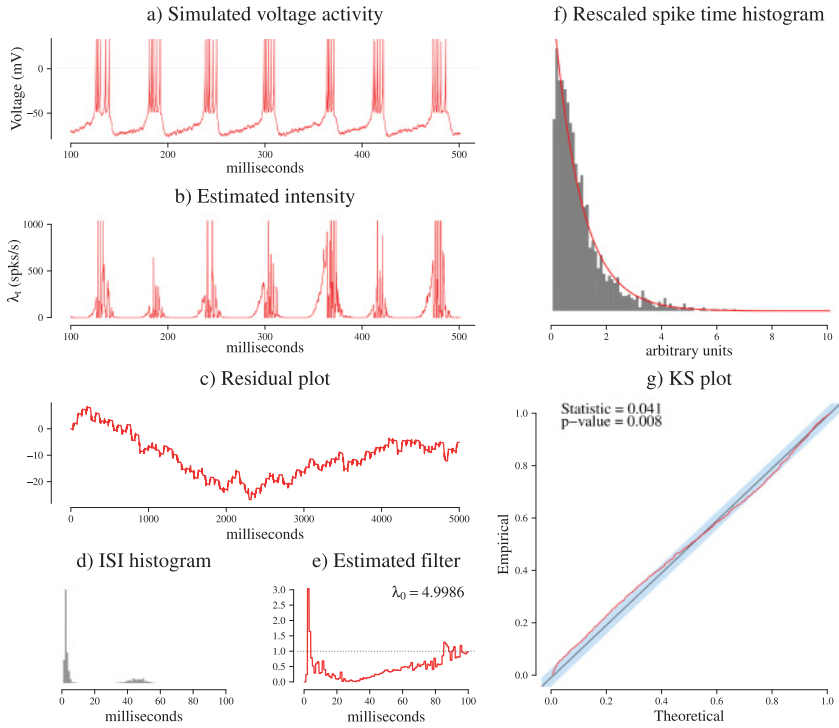 a) Simulated voltage activity
Voltage (mV)
0
−50
100 200 300 400 500
milliseconds
b) Estimated intensity
λt (spks/s)
1000
500
0
100 200 300 400 500
milliseconds
c) Residual plot
0
−10
−20
0 1000 2000 3000 4000 5000
milliseconds
d) ISI histogram
0 20 40 60 80 100
milliseconds
e) Estimated filter
λ0 = 4.9986
3.0
2.5
2.0
1.5
1.0
0.5
0.0
0 20 40 60 80 100
milliseconds
f) Rescaled spike time histogram
0 2 4 6 8 10
arbitrary units
g) KS plot
Statistic = 0.041
p−value = 0.008
Empirical
1.0
0.8
0.6
0.4
0.2
0.0
0.0 0.2 0.4 0.6 0.8 1.0
Theoretical